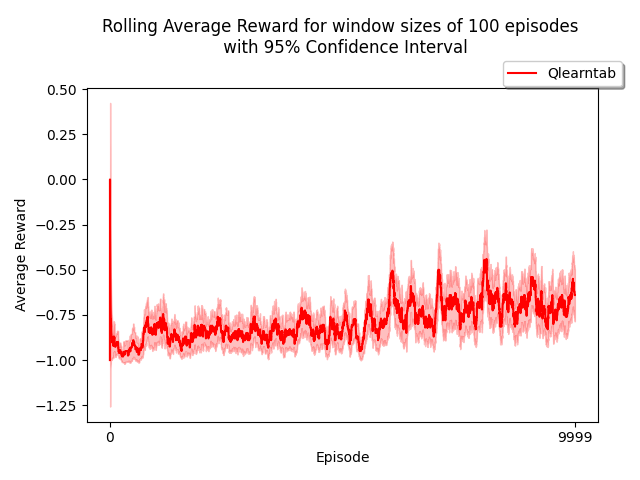 Rolling Average Reward for window sizes of 100 episodes
with 95% Confidence Interval
Qlearntab
0.50
0.25
0.00
−0.25
−0.50
−0.75
−1.00
−1.25
Average Reward
0
9999
Episode